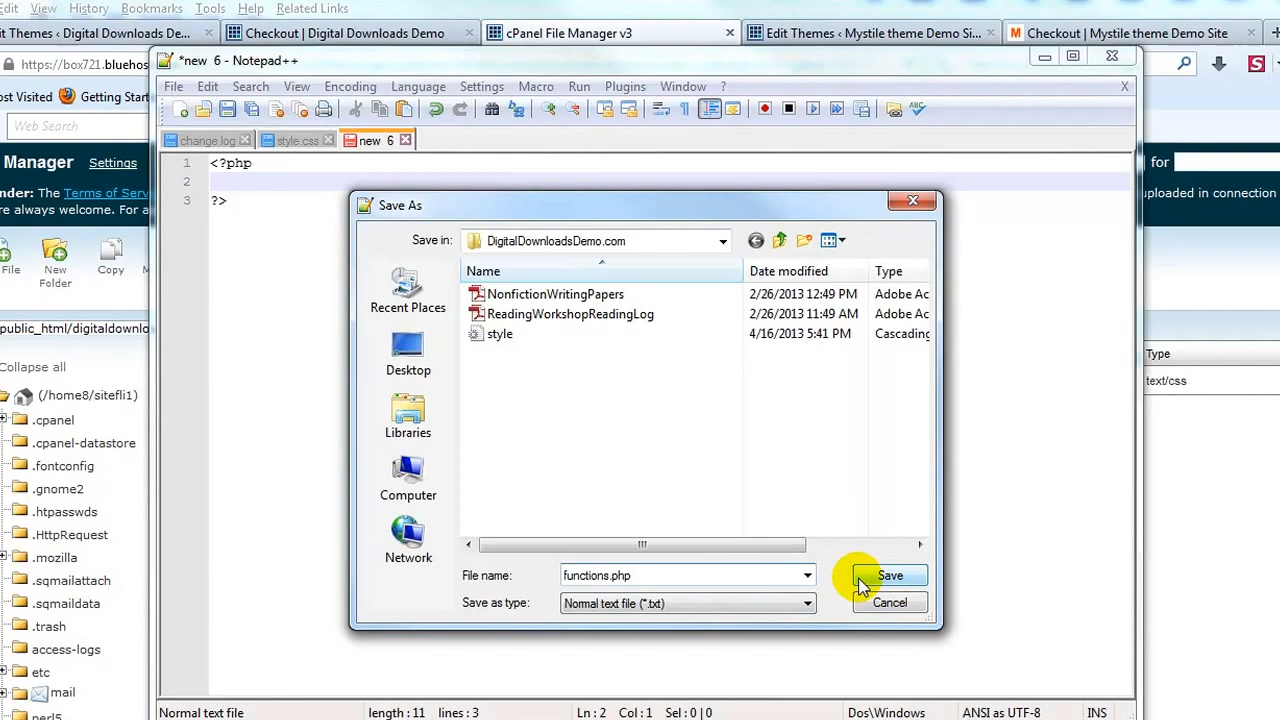 Edit View History Bookmarks Tools Help Related Links
it Themes ‹ Digital Downloads De... Checkout | Digital Downloads Demo cPanel File Manager v3 Edit Themes ‹ Mystile theme Demo Si... Checkout | Mystile theme Demo Site
https://box721.bluehos
*new 6 - Notepad++
ost Visited Getting Start
File Edit Search View Encoding Language Settings Macro Run Plugins Window ? X
Web Search
change.log style.css new 6
Manager Settings
1 <?php
for
2
nder: The Terms of Serv
uploaded in connection
3 ?>
re always welcome. For a
Save As
Save in: DigitalDownloadsDemo.com
File New Folder Copy
Name Date modified Type
Recent Places
NonfictionWritingPapers 2/26/2013 12:49 PM Adobe Ac
ReadingWorkshopReadingLog 2/26/2013 11:49 AM Adobe Ac
style 4/16/2013 5:41 PM Cascading
public_html/digitaldownlo
Type
Collapse all
Desktop
text/css
(/home8/sitefli1)
.cpanel
Libraries
.cpanel-datastore
.fontconfig
.gnome2
Computer
.htpasswds
.HttpRequest
Network
.mozilla
File name: functions.php Save
.sqmailattach
Save as type: Normal text file (*.txt) Cancel
.sqmaildata
.trash
access-logs
etc
mail
perl5
Normal text file length : 11 lines : 3 Ln : 2 Col : 1 Sel : 0 | 0 Dos\Windows ANSI as UTF-8 INS